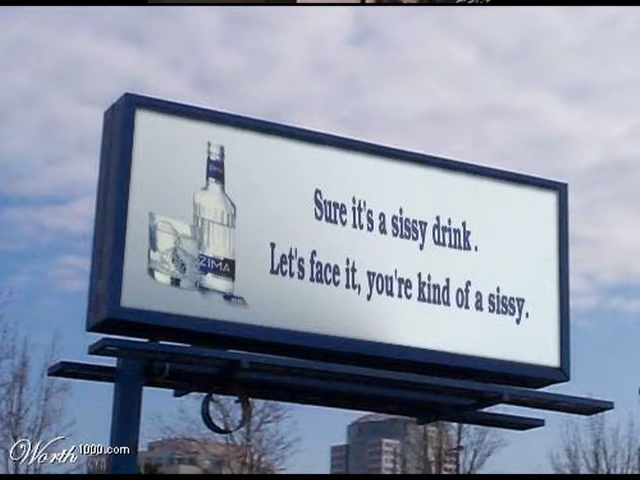 Sure it's a sissy drink.
Let's face it, you're kind of a sissy.
ZIMA
Worth1000.com